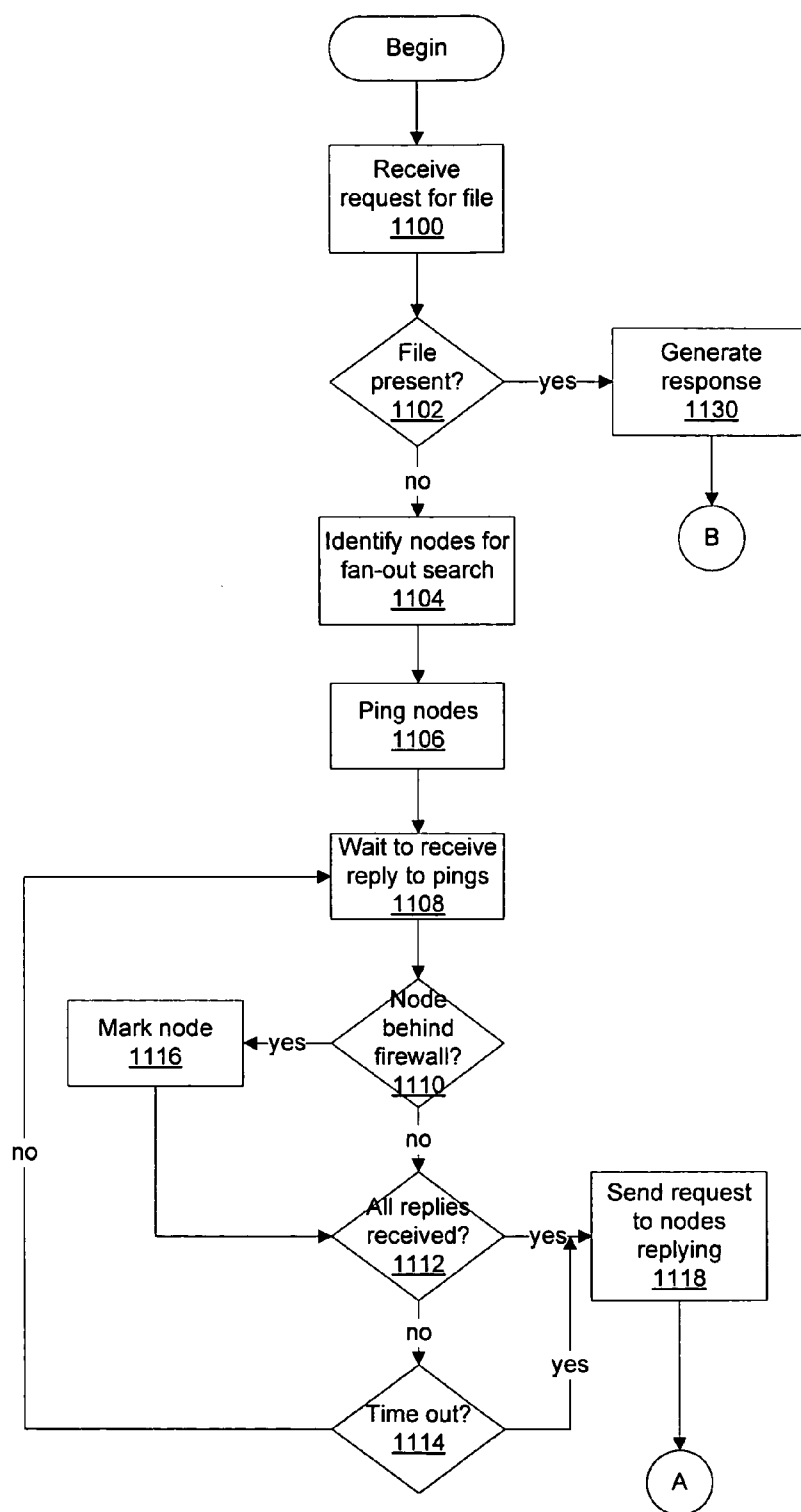 Begin
Receive
request for file
1100
File
present?
1102
yes
Generate
response
1130
no
B
Identify nodes for
fan-out search
1104
Ping nodes
1106
Wait to receive
reply to pings
1108
Node
behind
firewall?
1110
yes
Mark node
1116
no
no
All replies
received?
1112
yes
Send request
to nodes
replying
1118
no
yes
Time out?
1114
A